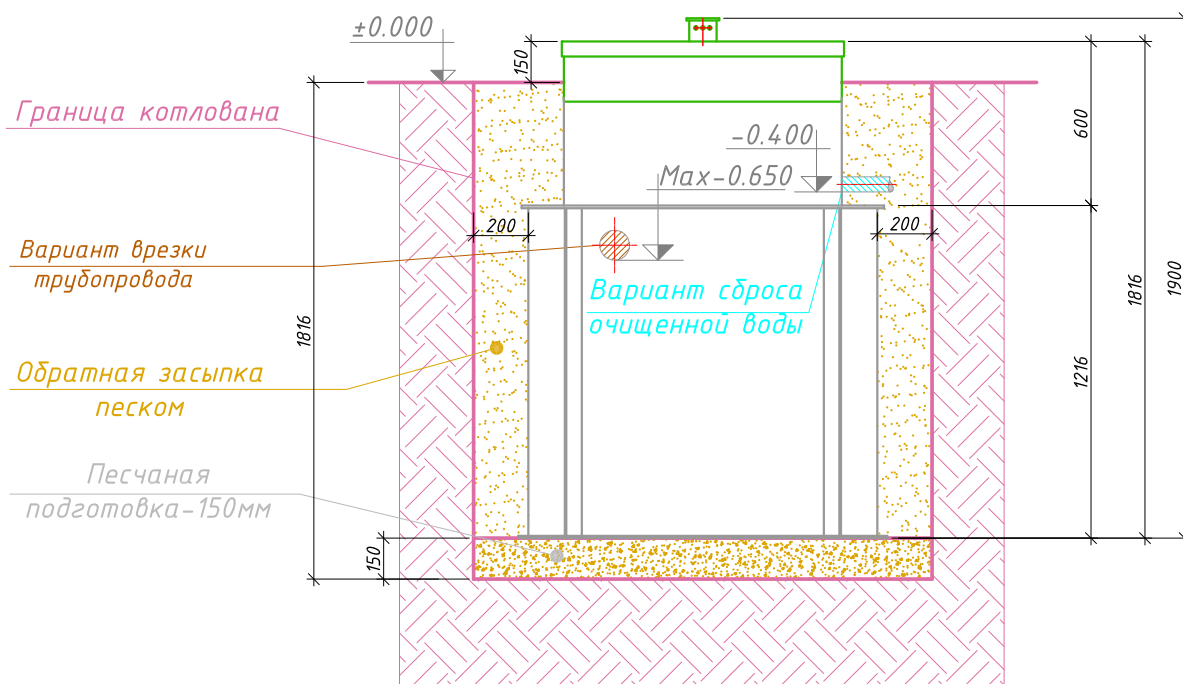 ±0.000
150
Граница котлована
-0.400
600
Max-0.650
200
200
Вариант врезки
трубопровода
Вариант сброса
очищенной воды
1816
1816
1900
1216
Обратная засыпка
песком
Песчаная
подготовка-150мм
150